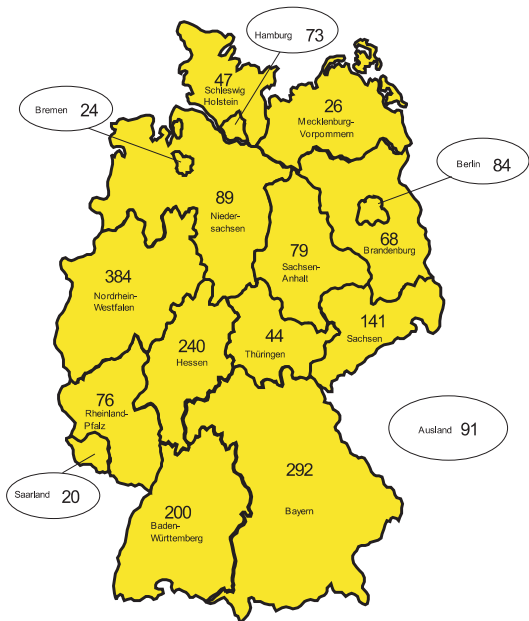 Hamburg 73
47
Schleswig
Holstein
26
Mecklenburg-
Vorpommern
Bremen 24
Berlin 84
89
Nieder-
sachsen
68
Brandenburg
79
Sachsen-
Anhalt
384
Nordrhein-
Westfalen
141
Sachsen
44
Thüringen
240
Hessen
76
Rheinland-
Pfalz
Ausland 91
292
Bayern
Saarland 20
200
Baden-
Württemberg